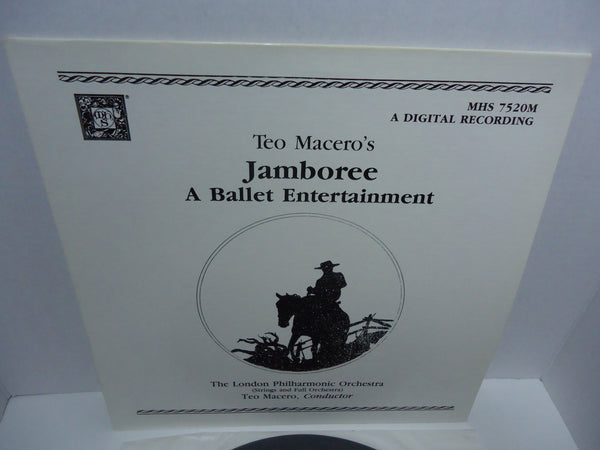 MHS 7520M
A DIGITAL RECORDING
Teo Macero's
Jamboree
A Ballet Entertainment
The London Philharmonic Orchestra
(Strings and Full Orchestra)
Teo Macero, Conductor